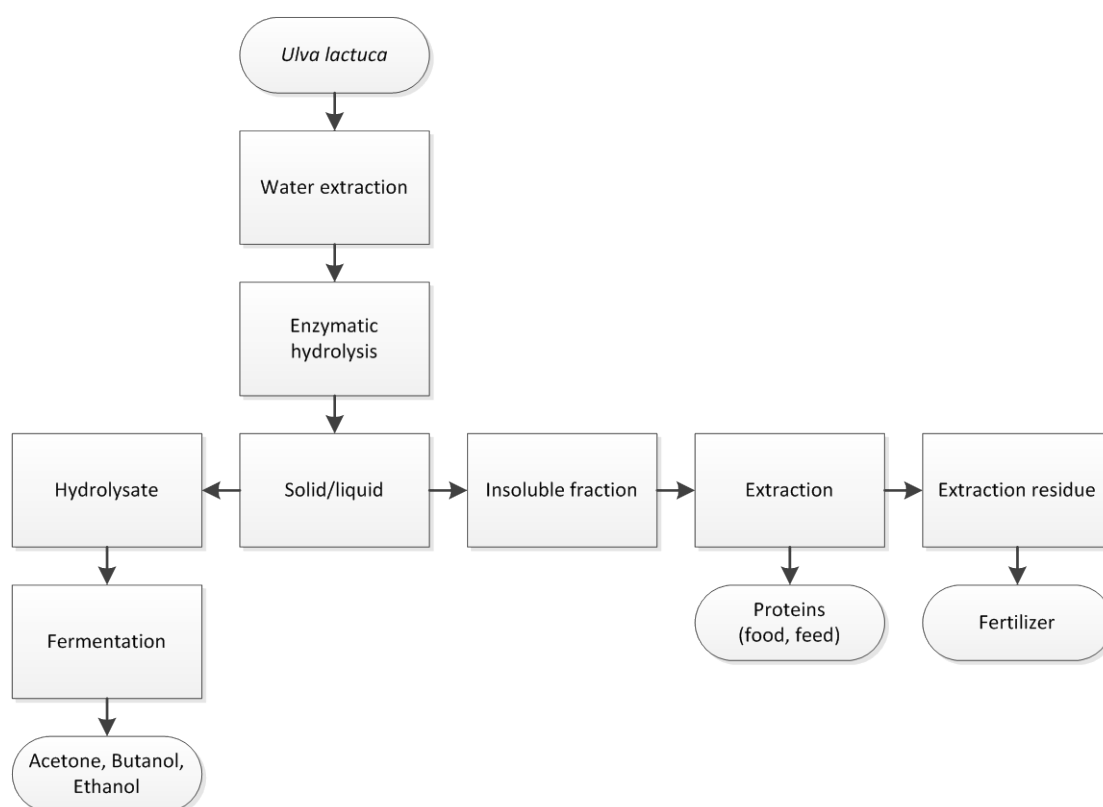 Ulva lactuca
Water extraction
Enzymatic
hydrolysis
Hydrolysate
Solid/liquid
Insoluble fraction
Extraction
Extraction residue
Fermentation
Proteins
(food, feed)
Fertilizer
Acetone, Butanol,
Ethanol